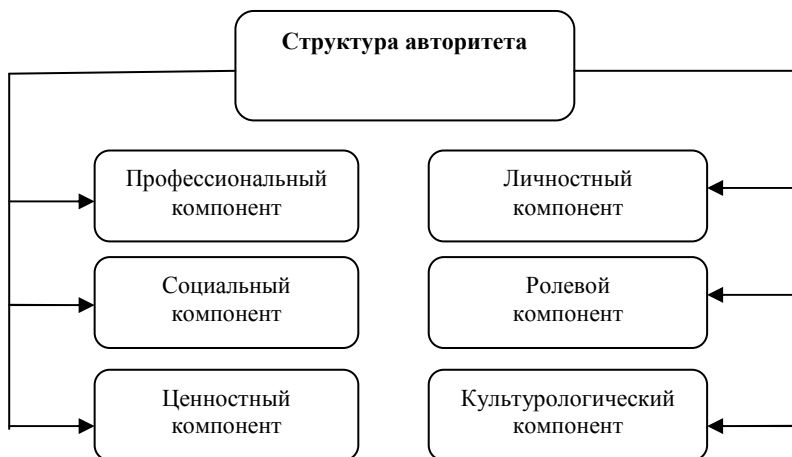 Структура авторитета
Профессиональный
компонент
Личностный
компонент
Социальный
компонент
Ролевой
компонент
Ценностный
компонент
Культурологический
компонент